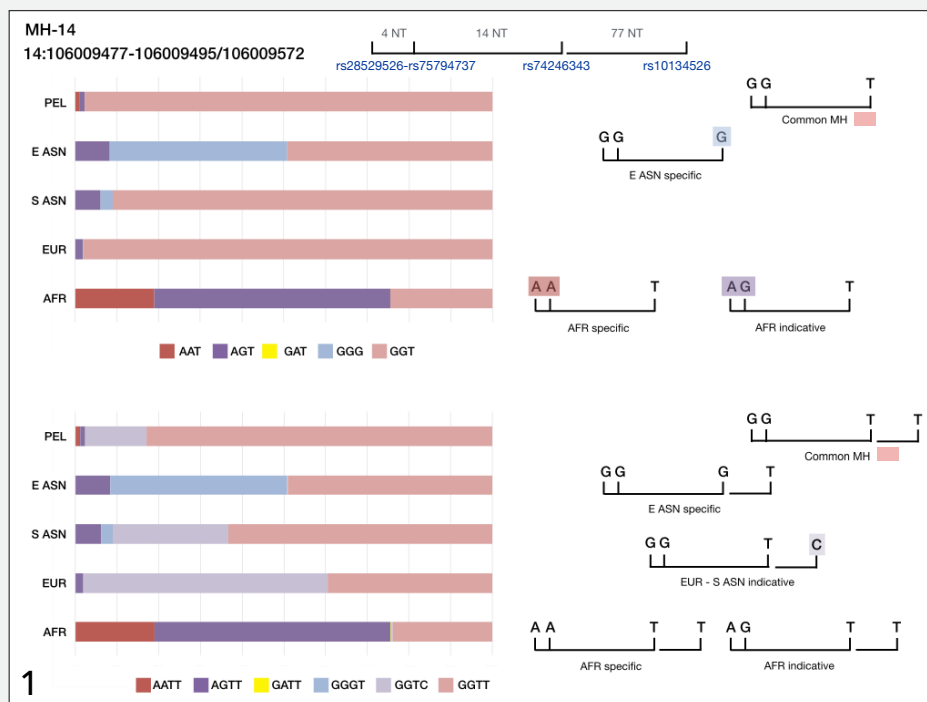 MH-14
14:106009477-106009495/106009572
4 NT 14 NT 77 NT
rs28529526-rs75794737 rs74246343 rs10134526
PEL
E ASN
S ASN
EUR
AFR
AAT AGT GAT GGG GGT
G G T
Common MH
G G G
E ASN specific
A A T
AFR specific
A G T
AFR indicative
PEL
E ASN
S ASN
EUR
AFR
AATT AGTT GATT GGGT GGTC GGTT
G G T T
Common MH
G G G T
E ASN specific
G G T C
EUR - S ASN indicative
A A T T
AFR specific
A G T T
AFR indicative
1